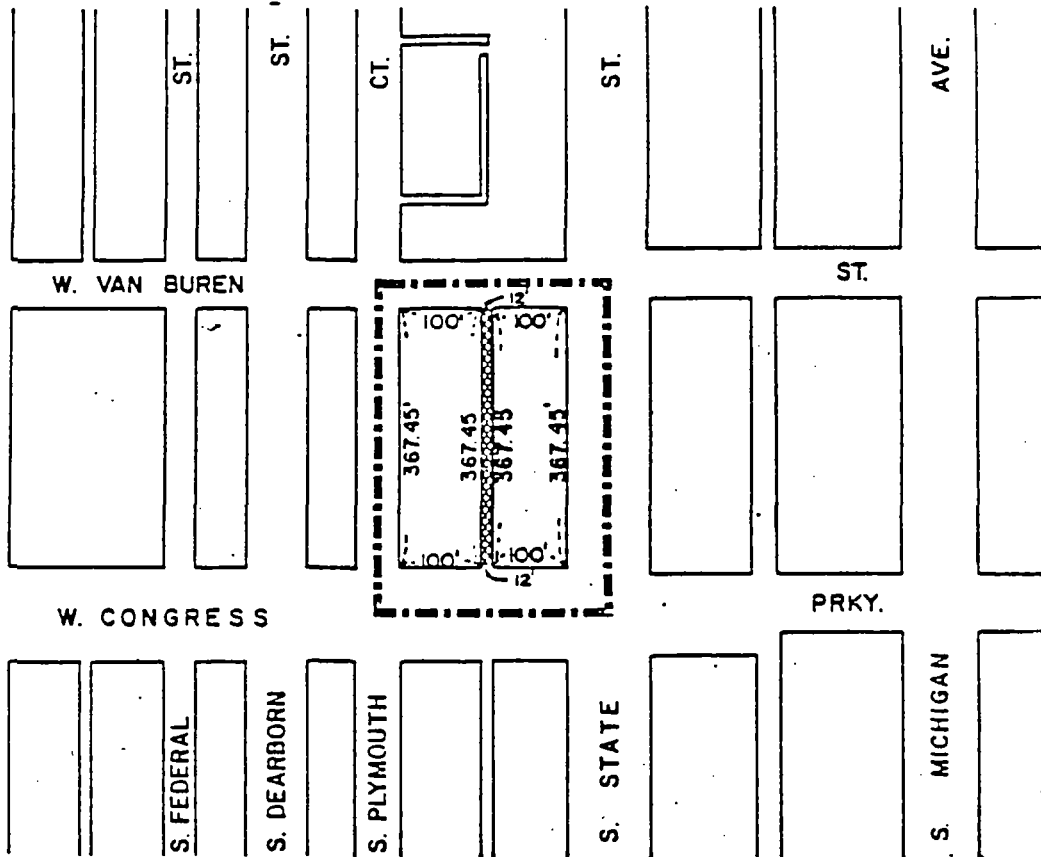 ST.
ST.
CT.
ST.
AVE.
W. VAN BUREN
ST.
12'
100'
100'
367.45'
367.45
367.45
367.45'
100'
100'
12'
W. CONGRESS
PRKY.
S. FEDERAL
S. DEARBORN
S. PLYMOUTH
S. STATE
S. MICHIGAN